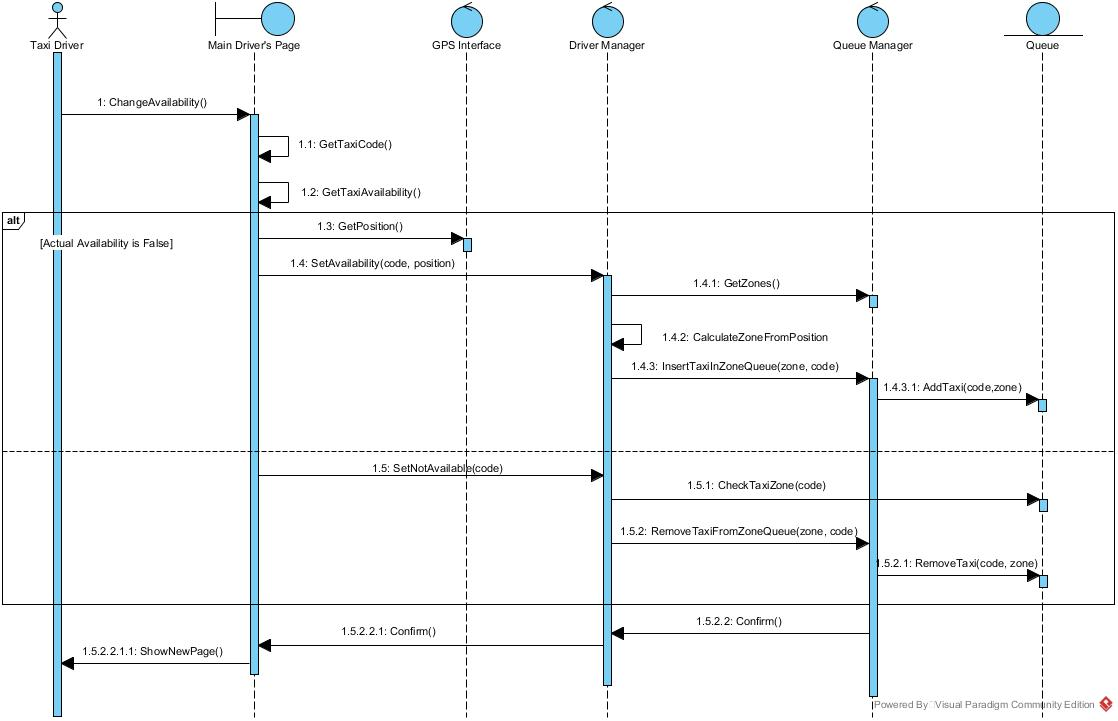 Taxi Driver
Main Driver's Page
GPS Interface
Driver Manager
Queue Manager
Queue
1: ChangeAvailability()
1.1: GetTaxiCode()
1.2: GetTaxiAvailability()
alt
[Actual Availability is False]
1.3: GetPosition()
1.4: SetAvailability(code, position)
1.4.1: GetZones()
1.4.2: CalculateZoneFromPosition
1.4.3: InsertTaxiInZoneQueue(zone, code)
1.4.3.1: AddTaxi(code,zone)
1.5: SetNotAvailable(code)
1.5.1: CheckTaxiZone(code)
1.5.2: RemoveTaxiFromZoneQueue(zone, code)
1.5.2.1: RemoveTaxi(code, zone)
1.5.2.2: Confirm()
1.5.2.2.1: Confirm()
1.5.2.2.1.1: ShowNewPage()
Powered By Visual Paradigm Community Edition